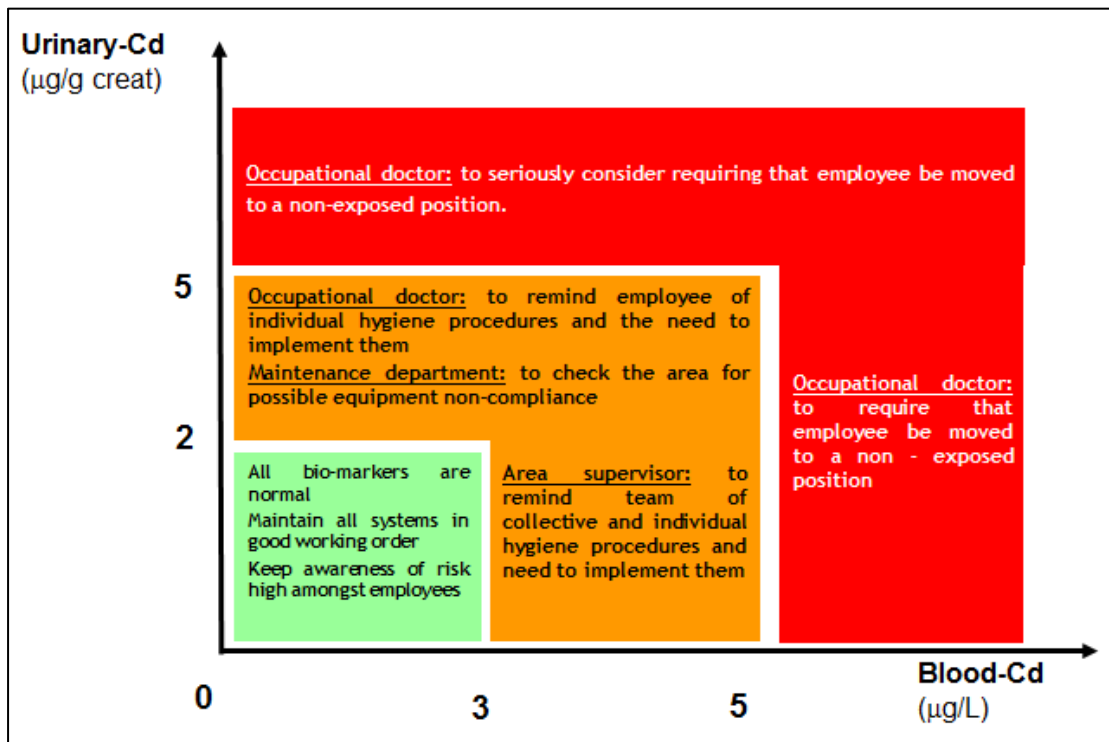 Urinary-Cd
(μg/g creat)
Occupational doctor: to seriously consider requiring that employee be moved
to a non-exposed position.
5
Occupational doctor: to remind employee of
individual hygiene procedures and the need to
implement them
Maintenance department: to check the area for
possible equipment non-compliance
Occupational doctor:
to require that
employee be moved
to a non - exposed
position
2
All bio-markers are
normal
Maintain all systems in
good working order
Keep awareness of risk
high amongst employees
Area supervisor: to
remind team of
collective and individual
hygiene procedures and
need to implement them
0
3
5
Blood-Cd
(μg/L)